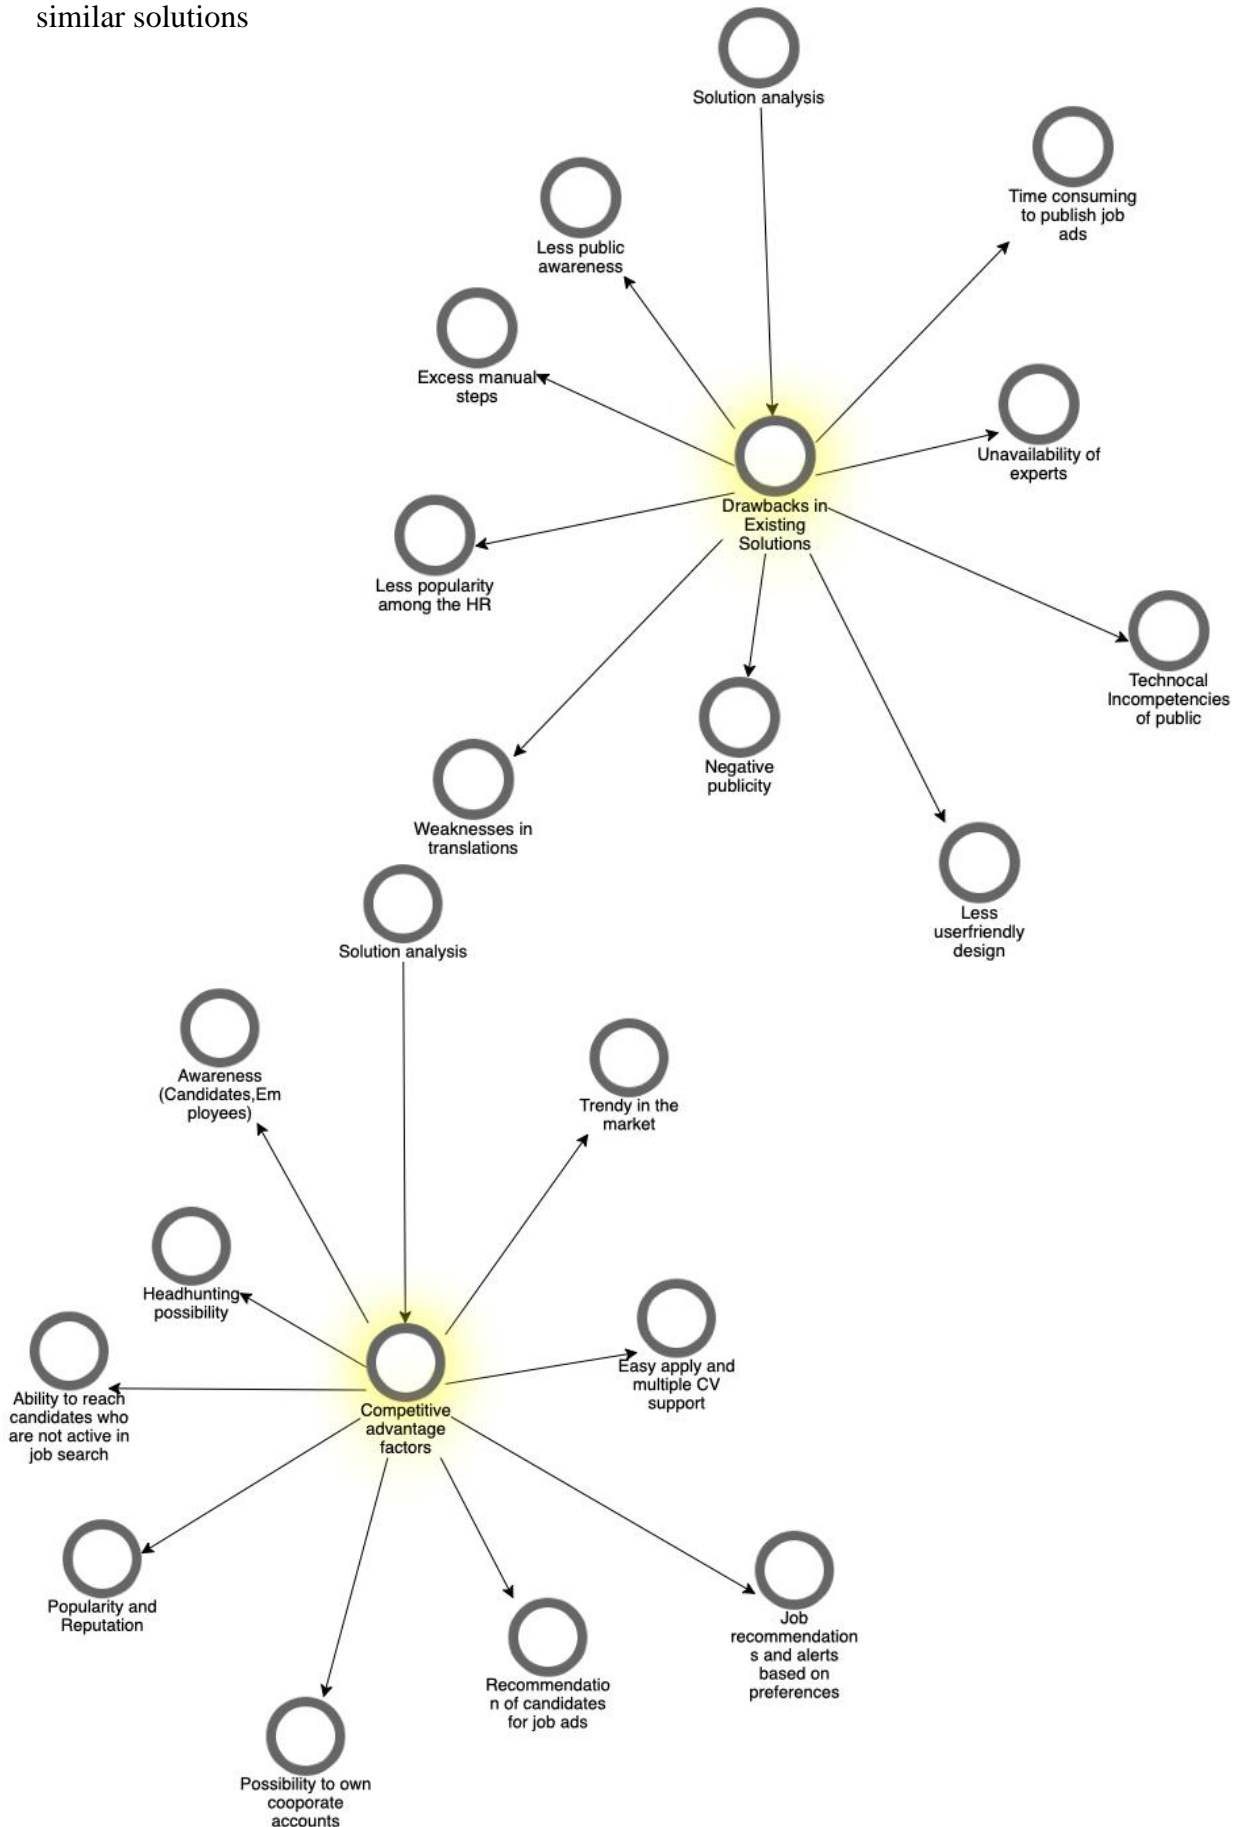 similar solutions
Solution analysis
Time consuming
to publish job
ads
Less public
awareness
Excess manual
steps
Unavailability of
experts
Drawbacks in
Existing
Solutions
Less popularity
among the HR
Technocal
Incompetencies
of public
Negative
publicity
Weaknesses in
translations
Less
userfriendly
design
Solution analysis
Awareness
(Candidates,Em
ployees)
Trendy in the
market
Headhunting
possibility
Easy apply and
multiple CV
support
Ability to reach
candidates who
are not active in
job search
Competitive
advantage
factors
Popularity and
Reputation
Job
recommendation
s and alerts
based on
preferences
Recommendatio
n of candidates
for job ads
Possibility to own
cooporate
accounts